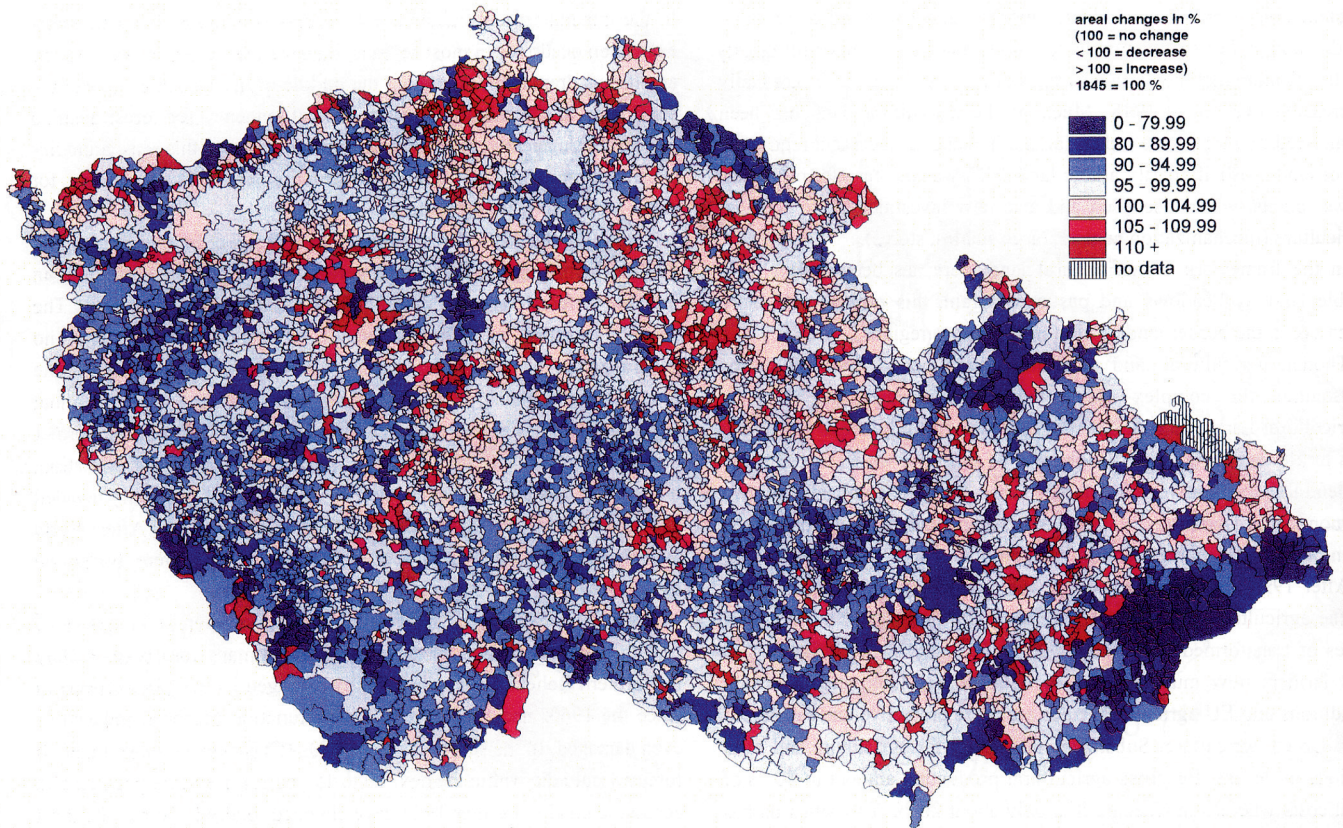 areal changes in %
(100 = no change
< 100 = decrease
> 100 = increase)
1845 = 100 %
0 - 79.99
80 - 89.99
90 - 94.99
95 - 99.99
100 - 104.99
105 - 109.99
110 +
no data